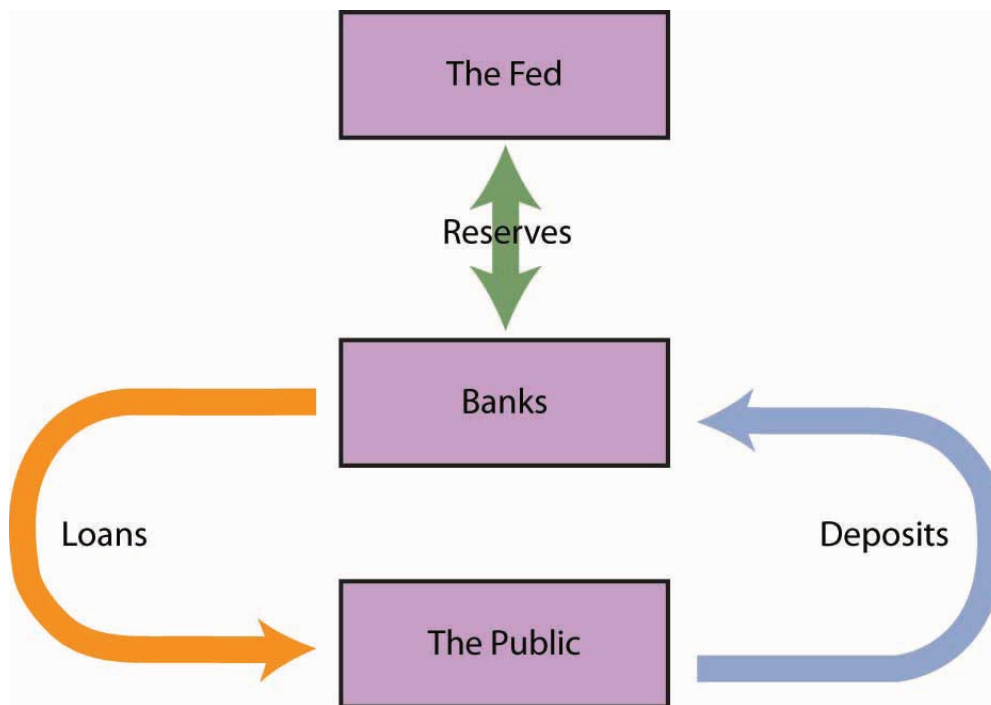 The Fed
Reserves
Banks
Loans
Deposits
The Public